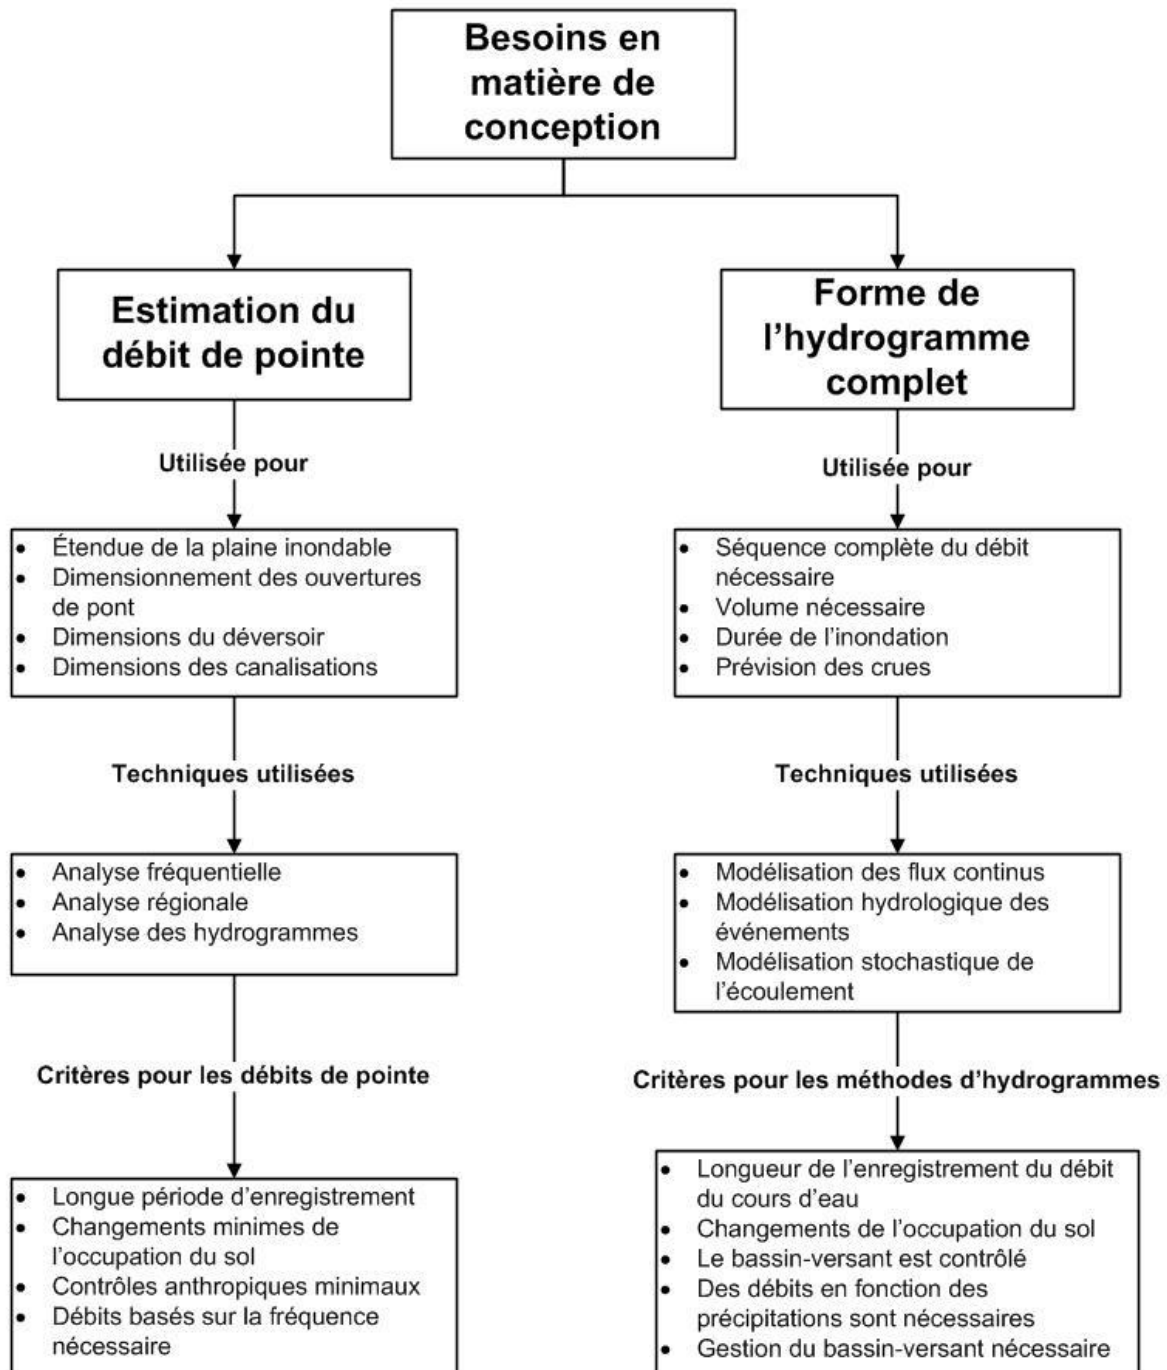 Besoins en
matière de
conception
Estimation du
débit de pointe
Utilisée pour
• Étendue de la plaine inondable
• Dimensionnement des ouvertures
de pont
• Dimensions du déversoir
• Dimensions des canalisations
Techniques utilisées
• Analyse fréquentielle
• Analyse régionale
• Analyse des hydrogrammes
Critères pour les débits de pointe
• Longue période d'enregistrement
• Changements minimes de
l'occupation du sol
• Contrôles anthropiques minimaux
• Débits basés sur la fréquence
nécessaire
Forme de
l'hydrogramme
complet
Utilisée pour
• Séquence complète du débit
nécessaire
• Volume nécessaire
• Durée de l'inondation
• Prévision des crues
Techniques utilisées
• Modélisation des flux continus
• Modélisation hydrologique des
événements
• Modélisation stochastique de
l'écoulement
Critères pour les méthodes d'hydrogrammes
• Longueur de l'enregistrement du débit
du cours d'eau
• Changements de l'occupation du sol
• Le bassin-versant est contrôlé
• Des débits en fonction des
précipitations sont nécessaires
• Gestion du bassin-versant nécessaire